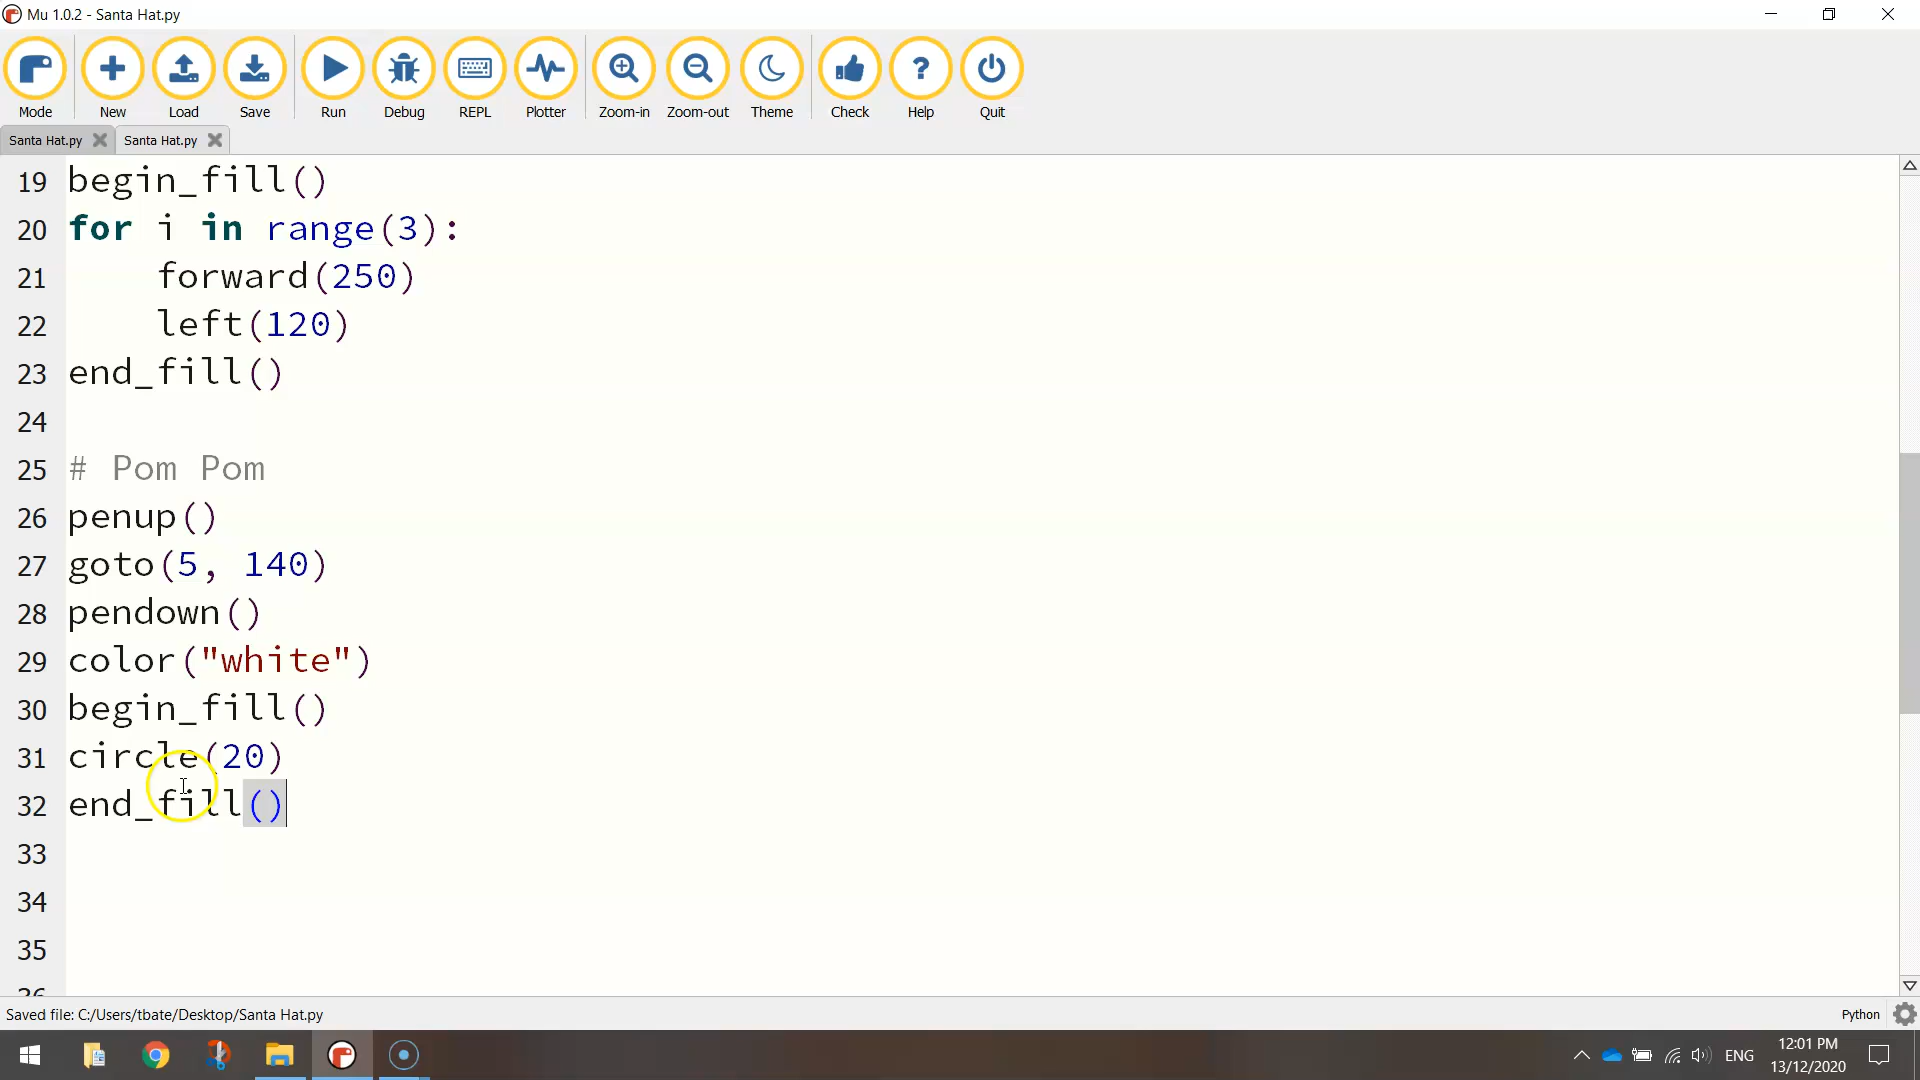 Mu 1.0.2 - Santa Hat.py
Mode New Load Save Run Debug REPL Plotter Zoom-in Zoom-out Theme Check Help Quit
Santa Hat.py Santa Hat.py
19 begin_fill()
20 for i in range(3):
21 forward(250)
22 left(120)
23 end_fill()
24
25 # Pom Pom
26 penup()
27 goto(5, 140)
28 pendown()
29 color("white")
30 begin_fill()
31 circle(20)
32 end_fill()
33
34
35
36
Saved file: C:/Users/tbate/Desktop/Santa Hat.py Python
ENG 12:01 PM
13/12/2020